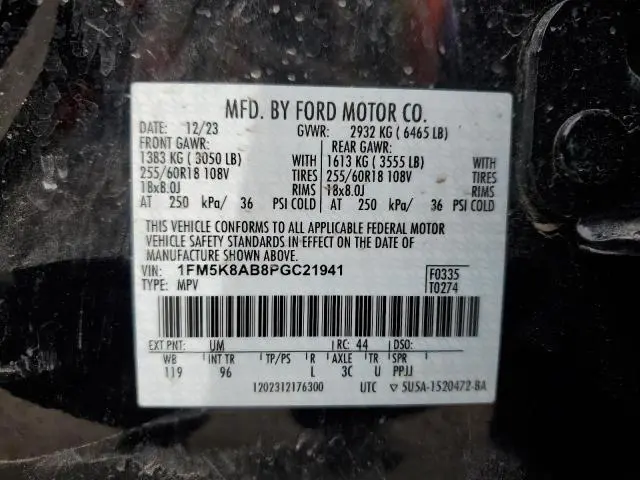 MFD. BY FORD MOTOR CO.
DATE: 12/23 GVWR: 2932 KG (6465 LB)
FRONT GAWR: REAR GAWR:
1383 KG (3050 LB) WITH 1613 KG (3555 LB) WITH
255/60R18 108V TIRES 255/60R18 108V TIRES
18x8.0J RIMS 18x8.0J RIMS
AT 250 kPa/ 36 PSI COLD AT 250 kPa/ 36 PSI COLD
THIS VEHICLE CONFORMS TO ALL APPLICABLE FEDERAL MOTOR
VEHICLE SAFETY STANDARDS IN EFFECT ON THE DATE OF
MANUFACTURE SHOWN ABOVE.
VIN: 1FM5K8AB8PGC21941 F0335
TYPE: MPV T0274
EXT PNT: UM RC: 44 DSO:
WB INT TR TP/PS R AXLE TR SPR
119 96 L 3C U PPJJ
1202312176300 UTC ▽ 5U5A-1520472-BA